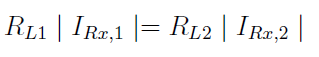 R_{L1} | I_{Rx,1} |= R_{L2} | I_{Rx,2} |